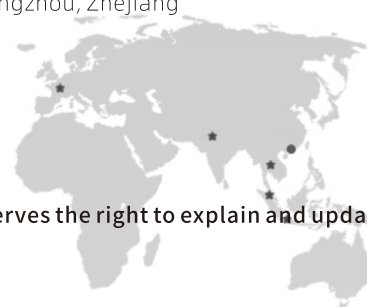 ngzhou, Zhejiang
erves the right to explain and upda